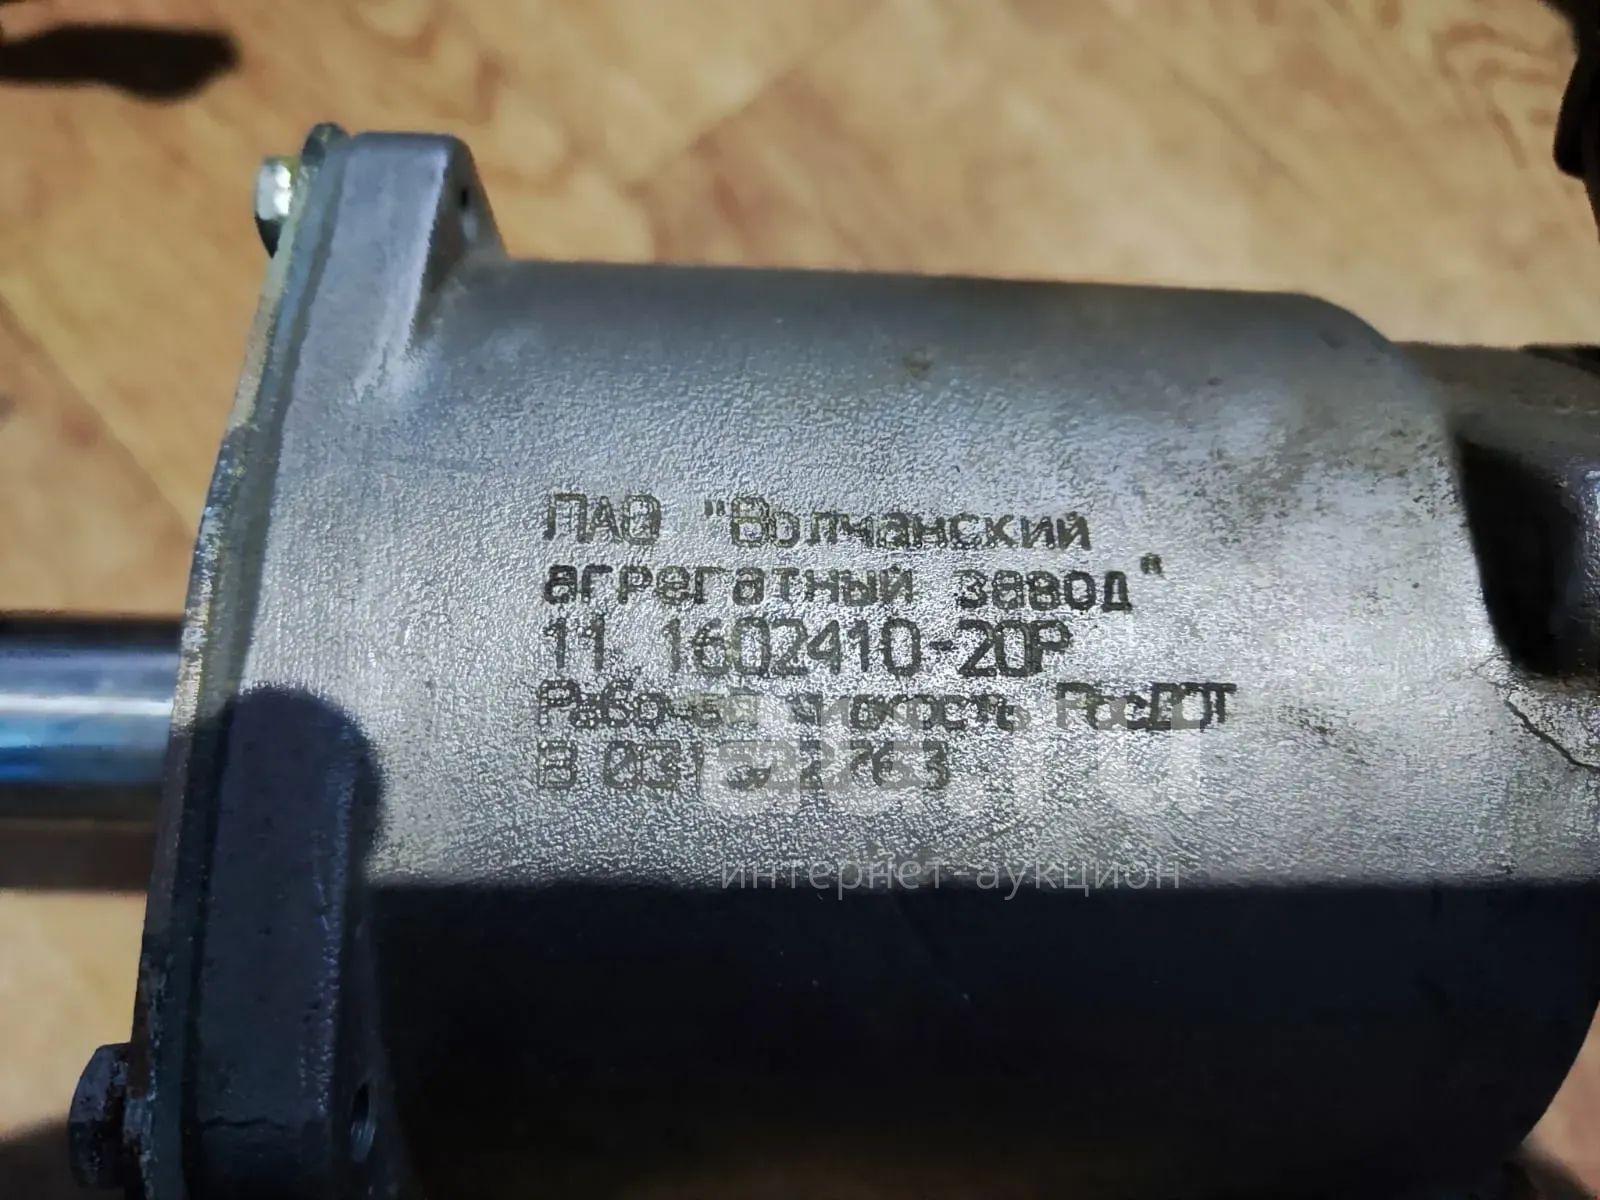 ПАО "Волчанский
агрегатный завод"
11.1602410-20Р
Рабочая жидкость РосДОТ
интернет-аукцион